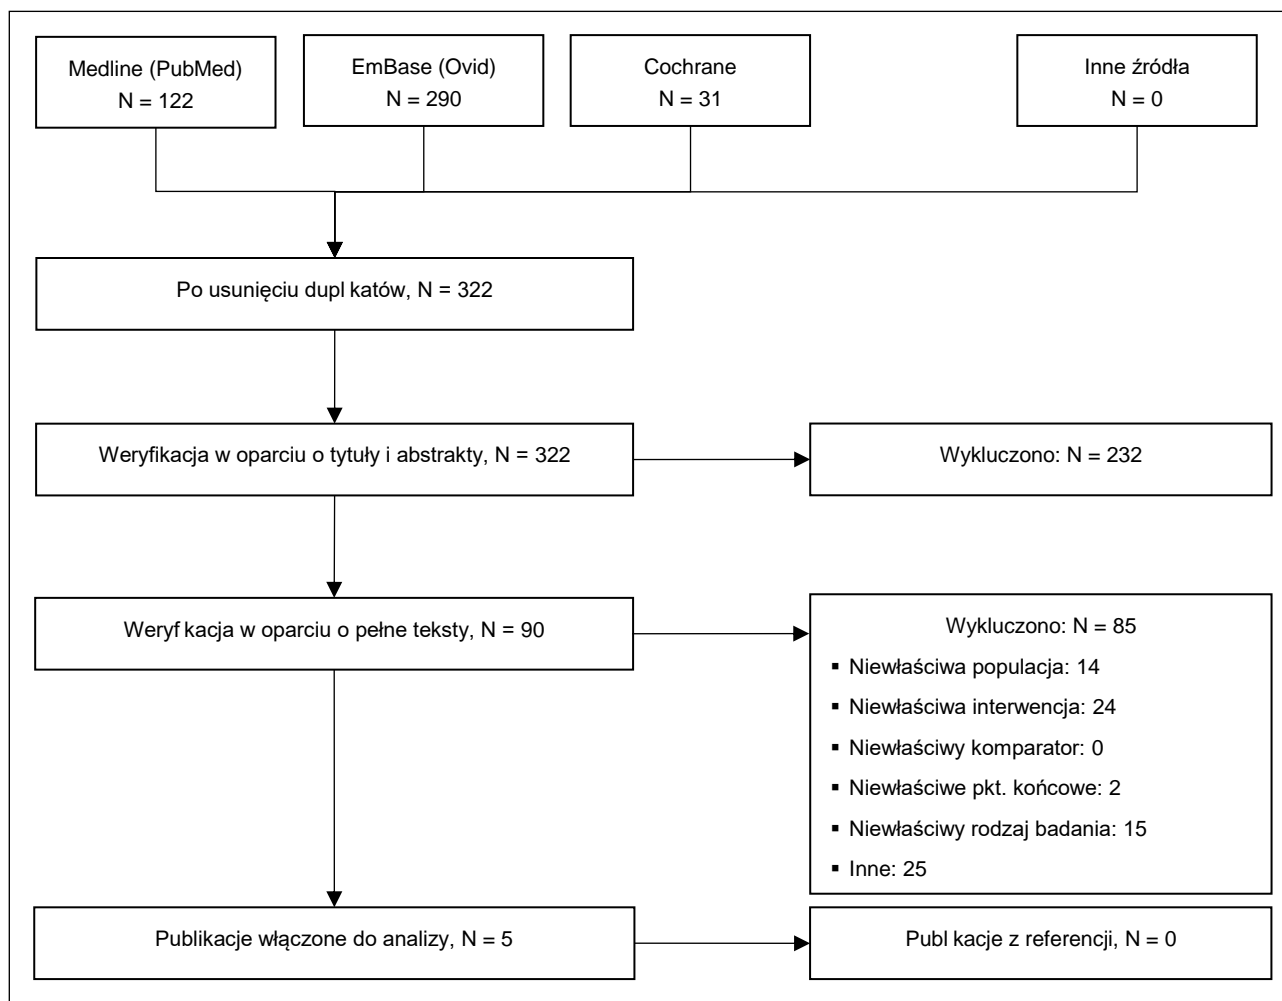 Medline (PubMed)
N = 122
EmBase (Ovid)
N = 290
Cochrane
N = 31
Inne źródła
N = 0
Po usunięciu dupl katów, N = 322
Weryfikacja w oparciu o tytuły i abstrakty, N = 322
Wykluczono: N = 232
Weryf kacja w oparciu o pełne teksty, N = 90
Wykluczono: N = 85
▪ Niewłaściwa populacja: 14
▪ Niewłaściwa interwencja: 24
▪ Niewłaściwy komparator: 0
▪ Niewłaściwe pkt. końcowe: 2
▪ Niewłaściwy rodzaj badania: 15
▪ Inne: 25
Publikacje włączone do analizy, N = 5
Publ kacje z referencji, N = 0